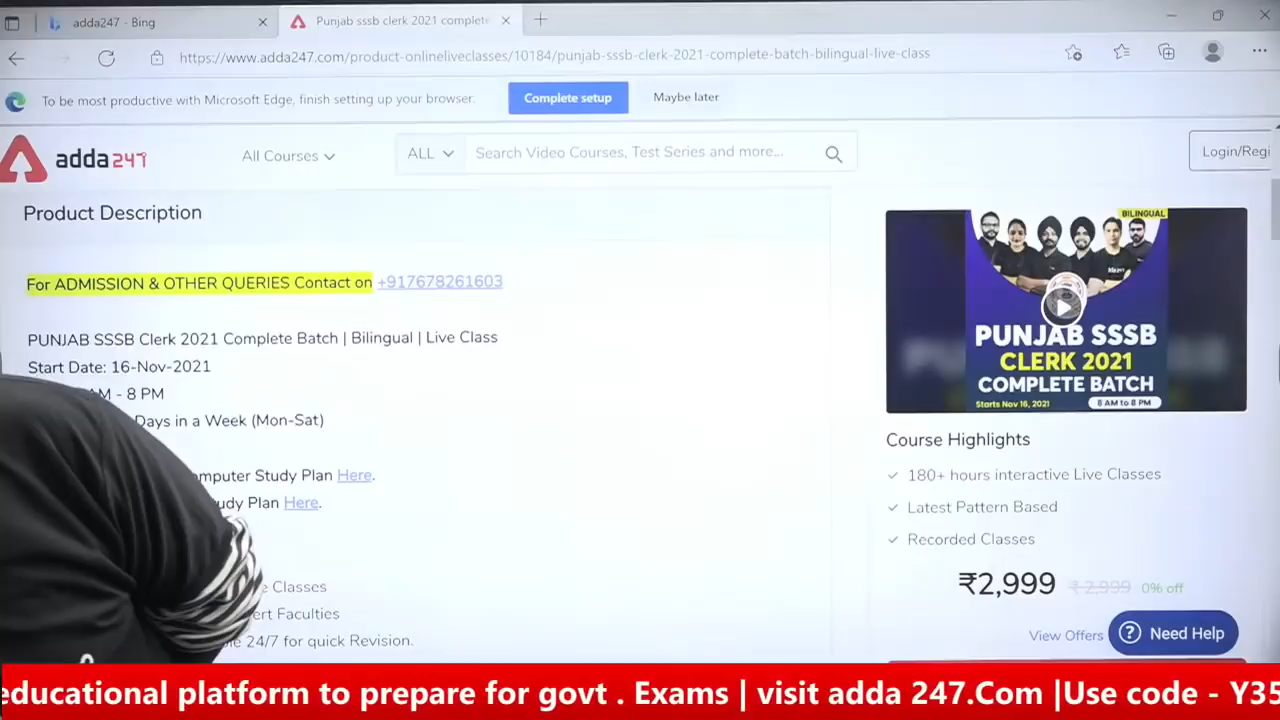 adda247 - Bing
Punjab sssb clerk 2021 complete
https://www.adda247.com/product-onlineliveclasses/10184/punjab-sssb-clerk-2021-complete-batch-bilingual-live-class
To be most productive with Microsoft Edge, finish setting up your browser.
Complete setup
Maybe later
adda247
All Courses
ALL
Search Video Courses, Test Series and more...
Login/Regi
Product Description
For ADMISSION & OTHER QUERIES Contact on +917678261603
PUNJAB SSSB Clerk 2021 Complete Batch | Bilingual | Live Class
Start Date: 16-Nov-2021
AM - 8 PM
Days in a Week (Mon-Sat)
mputer Study Plan Here.
udy Plan Here.
e Classes
ert Faculties
le 24/7 for quick Revision.
BILINGUAL
PUNJAB SSSB
CLERK 2021
COMPLETE BATCH
Starts Nov 16, 2021
8 AM to 8 PM
Course Highlights
180+ hours interactive Live Classes
Latest Pattern Based
Recorded Classes
₹2,999 ₹ 2,999 0% off
View Offers
Need Help
educational platform to prepare for govt . Exams | visit adda 247.Com |Use code - Y35